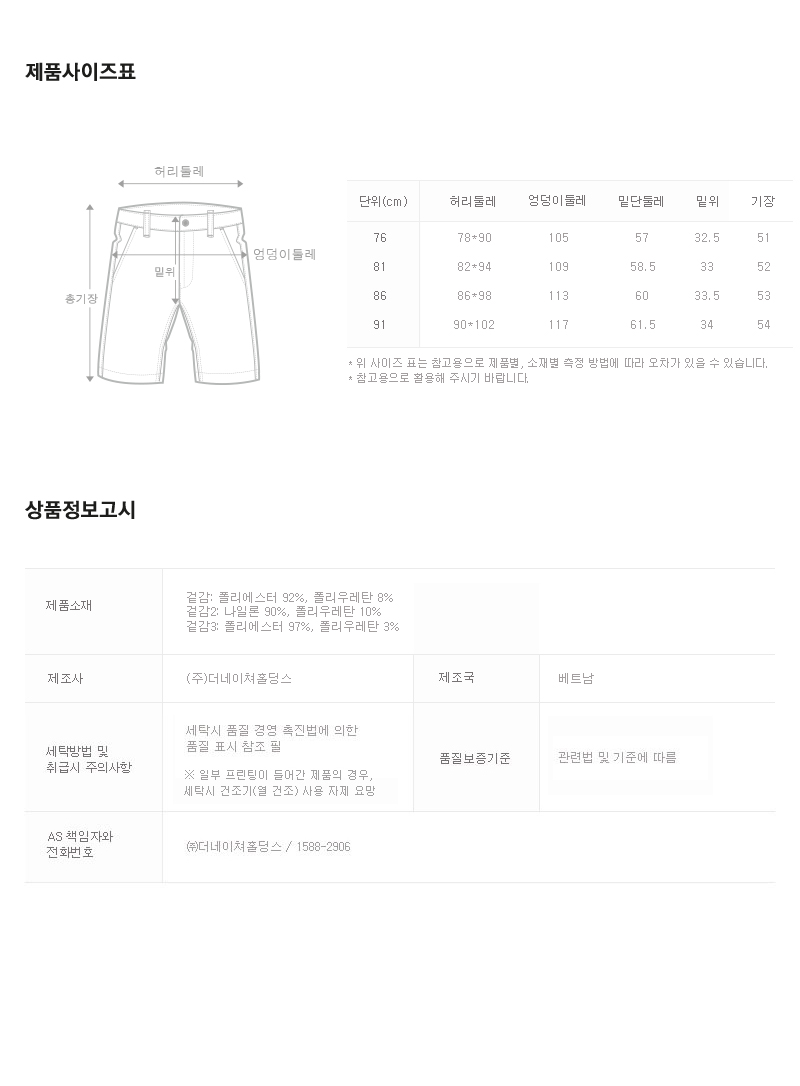 제품사이즈표
허리둘레
엉덩이둘레
밑위
총기장
단위(cm) 허리둘레 엉덩이둘레 밑단둘레 밑위 기장
76 78*90 105 57 32.5 51
81 82*94 109 58.5 33 52
86 86*98 113 60 33.5 53
91 90*102 117 61.5 34 54
* 위 사이즈 표는 참고용으로 제품별, 소재별 측정 방법에 따라 오차가 있을 수 있습니다.
* 참고용으로 활용해 주시기 바랍니다.
상품정보고시
제품소재
겉감: 폴리에스터 92%, 폴리우레탄 8%
겉감2: 나일론 90%, 폴리우레탄 10%
겉감3: 폴리에스터 97%, 폴리우레탄 3%
제조사 (주)더네이쳐홀딩스 제조국 베트남
세탁방법 및
취급시 주의사항
세탁시 품질 경영 촉진법에 의한
품질 표시 참조 필
※ 일부 프린팅이 들어간 제품의 경우,
세탁시 건조기(열 건조) 사용 자제 요망
품질보증기준 관련법 및 기준에 따름
AS 책임자와
전화번호
㈜더네이쳐홀딩스 / 1588-2906